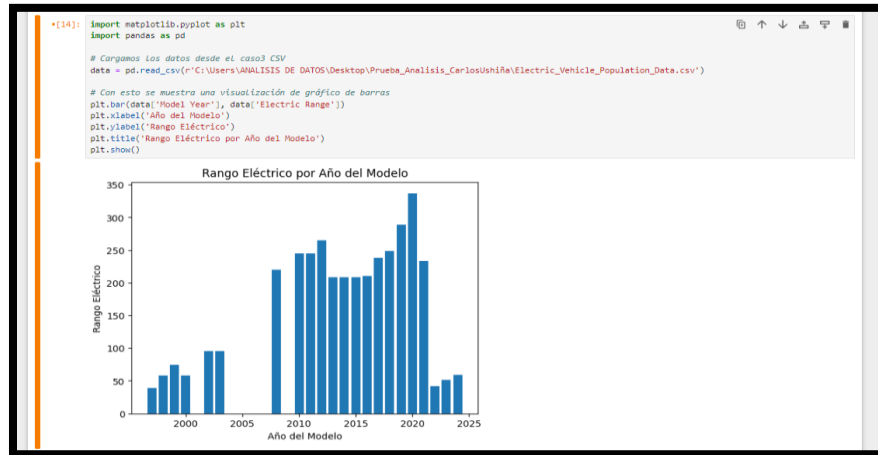 •[14]: import matplotlib.pyplot as plt
import pandas as pd
# Cargamos los datos desde el caso3 CSV
data = pd.read_csv(r'C:\Users\ANALISIS DE DATOS\Desktop\Prueba_Analisis_CarlosUshiña\Electric_Vehicle_Population_Data.csv')
# Con esto se muestra una visualización de gráfico de barras
plt.bar(data['Model Year'], data['Electric Range'])
plt.xlabel('Año del Modelo')
plt.ylabel('Rango Eléctrico')
plt.title('Rango Eléctrico por Año del Modelo')
plt.show()
Rango Eléctrico por Año del Modelo
350
300
250
200
150
100
50
0
Rango Eléctrico
2000 2005 2010 2015 2020 2025
Año del Modelo